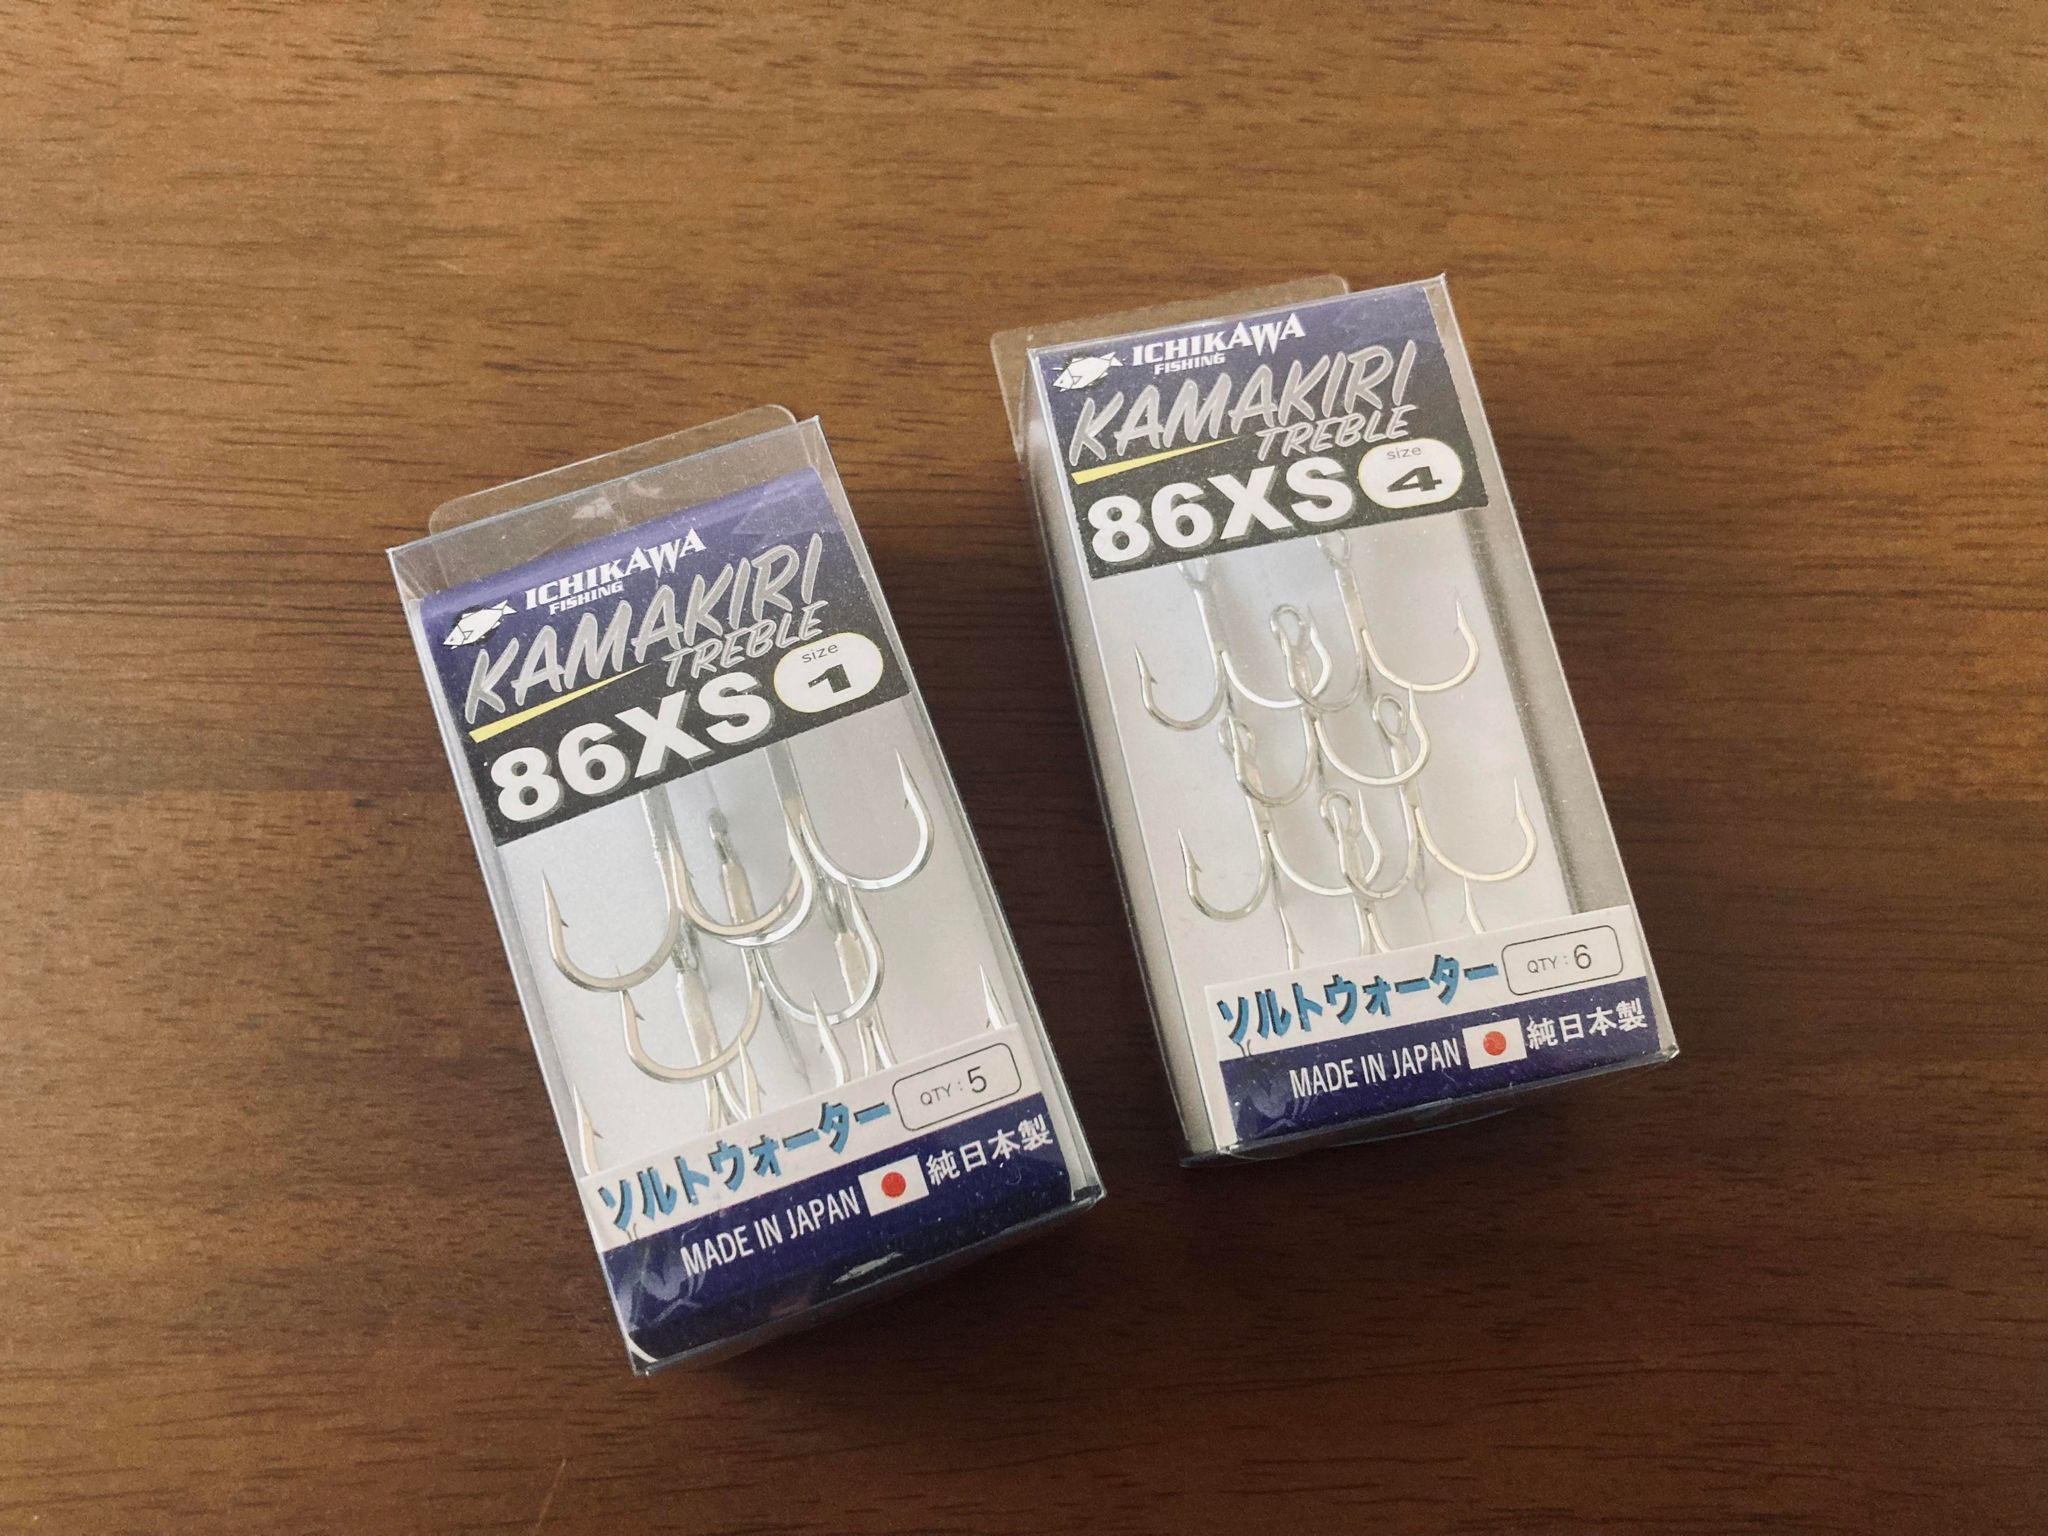 ICHIKAWA
FISHING
KAMAKIRI
TREBLE
86XS
size
1
ソルトウォーター
QTY : 5
MADE IN JAPAN 純日本製
ICHIKAWA
FISHING
KAMAKIRI
TREBLE
86XS
size
4
ソルトウォーター
QTY : 6
MADE IN JAPAN 純日本製